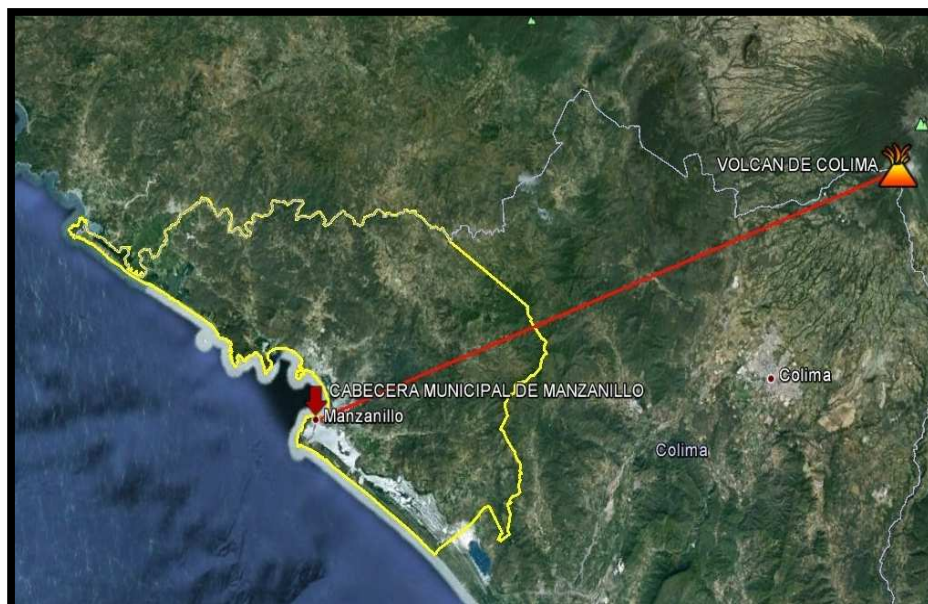 VOLCAN DE COLIMA
Colima
CABECERA MUNICIPAL DE MANZANILLO
Manzanillo
Colima